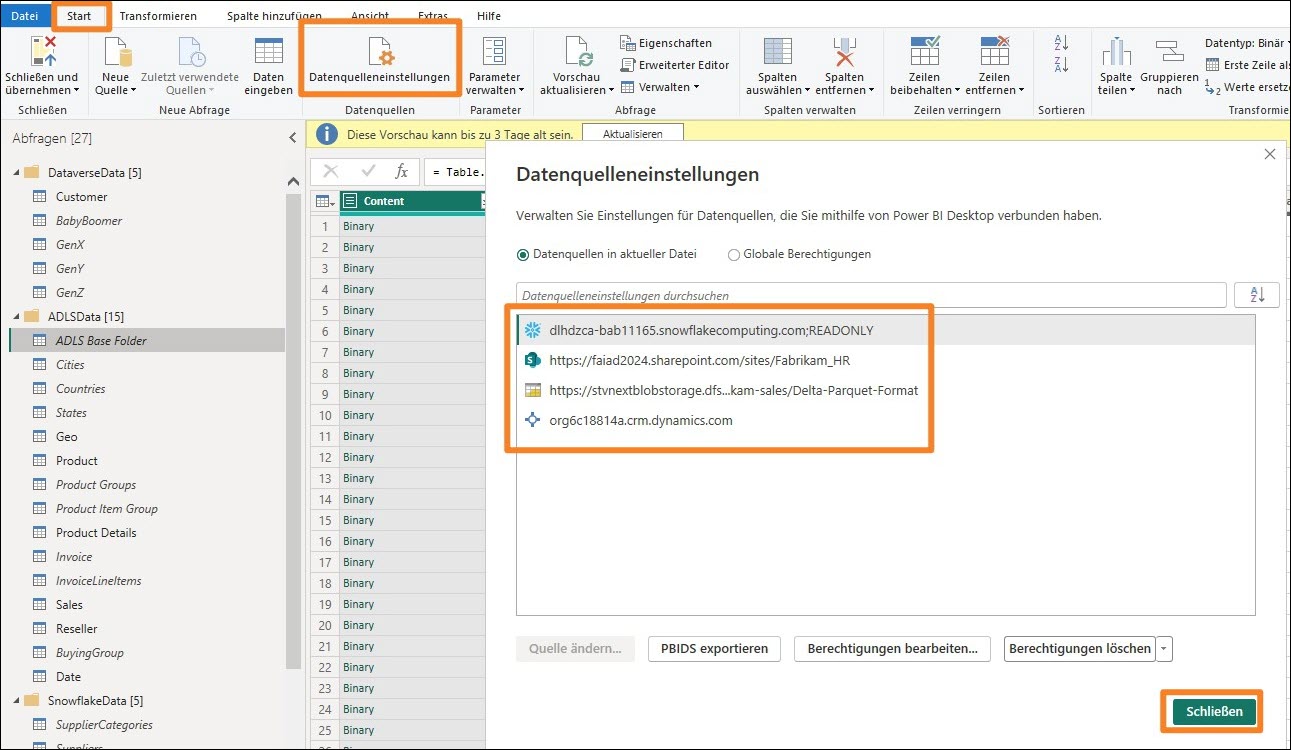 Datei Start Transformieren Spalte hinzufügen Ansicht Extras Hilfe
Schließen und übernehmen
Neue Quelle
Zuletzt verwendete Quellen
Daten eingeben
Datenquelleneinstellungen
Parameter verwalten
Vorschau aktualisieren
Eigenschaften
Erweiterter Editor
Verwalten
Spalten auswählen
Spalten entfernen
Zeilen beibehalten
Zeilen entfernen
Spalte teilen
Gruppieren nach
Datentyp: Binär
Erste Zeile als
Werte ersetz
Schließen Neue Abfrage Datenquellen Parameter Abfrage Spalten verwalten Zeilen verringern Sortieren Transformie
Abfragen [27]
DataverseData [5]
Customer
BabyBoomer
GenX
GenY
GenZ
ADLSData [15]
ADLS Base Folder
Cities
Countries
States
Geo
Product
Product Groups
Product Item Group
Product Details
Invoice
InvoiceLineItems
Sales
Reseller
BuyingGroup
Date
SnowflakeData [5]
SupplierCategories
Suppliers
Diese Vorschau kann bis zu 3 Tage alt sein. Aktualisieren
fx = Table.
Content
1 Binary
2 Binary
3 Binary
4 Binary
5 Binary
6 Binary
7 Binary
8 Binary
9 Binary
10 Binary
11 Binary
12 Binary
13 Binary
14 Binary
15 Binary
16 Binary
17 Binary
18 Binary
19 Binary
20 Binary
21 Binary
22 Binary
23 Binary
24 Binary
25 Binary
Datenquelleneinstellungen
Verwalten Sie Einstellungen für Datenquellen, die Sie mithilfe von Power BI Desktop verbunden haben.
Datenquellen in aktueller Datei Globale Berechtigungen
Datenquelleneinstellungen durchsuchen
dlhdzca-bab11165.snowflakecomputing.com;READONLY
https://faiad2024.sharepoint.com/sites/Fabrikam_HR
https://stvnextblobstorage.dfs...kam-sales/Delta-Parquet-Format
org6c18814a.crm.dynamics.com
Quelle ändern... PBIDS exportieren Berechtigungen bearbeiten... Berechtigungen löschen
Schließen